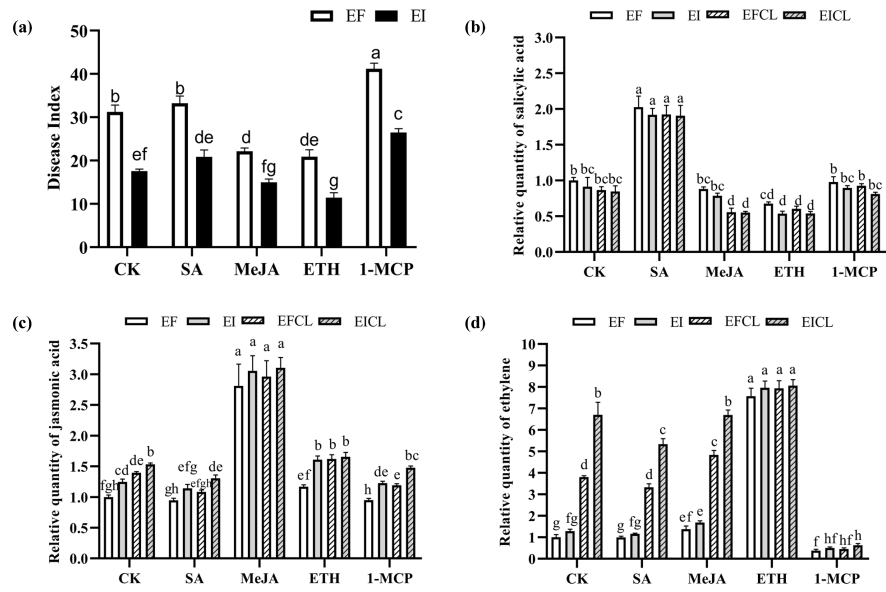 (a)
EF EI
Disease Index
50
40
30
20
10
0
b ef b de d fg de g a c
CK SA MeJA ETH 1-MCP
(b)
EF EI EFCL EICL
Relative quantity of salicylic acid
3.0
2.5
2.0
1.5
1.0
0.5
0.0
b bc bc bc a a a a bc bc d d cd d d d b bc b bc
CK SA MeJA ETH 1-MCP
(c)
EF EI EFCL EICL
Relative quantity of jasmonic acid
3.5
3.0
2.5
2.0
1.5
1.0
0.5
0.0
fgh cd de b gh efg efgh de a a a a ef b b b h de e bc
CK SA MeJA ETH 1-MCP
(d)
EF EI EFCL EICL
Relative quantity of ethylene
10
9
8
7
6
5
4
3
2
1
0
g fg d b g fg d c ef e c b a a a a f hf hf h
CK SA MeJA ETH 1-MCP